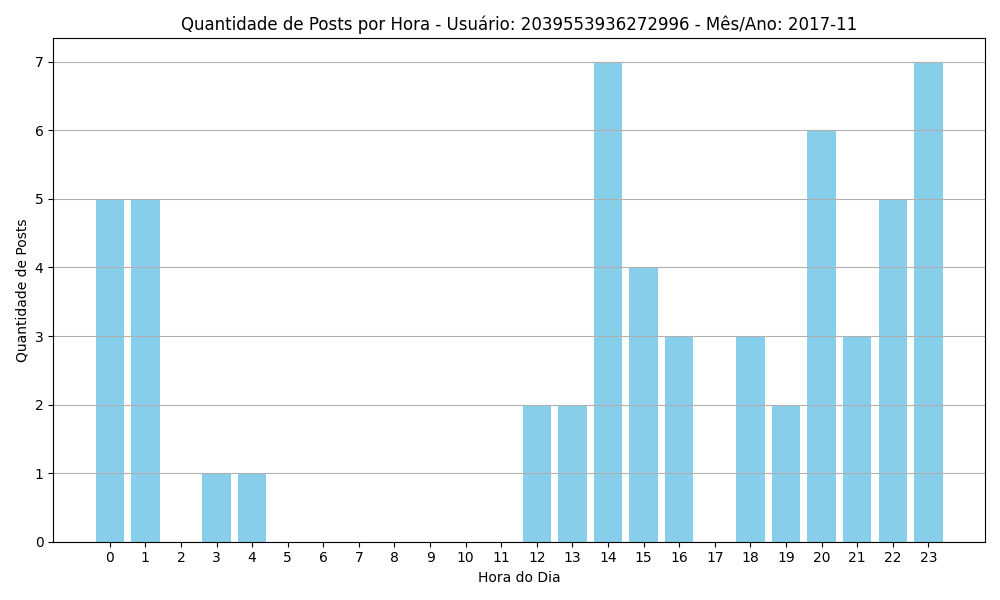 Quantidade de Posts por Hora - Usuário: 2039553936272996 - Mês/Ano: 2017-11
Quantidade de Posts
7
6
5
4
3
2
1
0
0 1 2 3 4 5 6 7 8 9 10 11 12 13 14 15 16 17 18 19 20 21 22 23
Hora do Dia